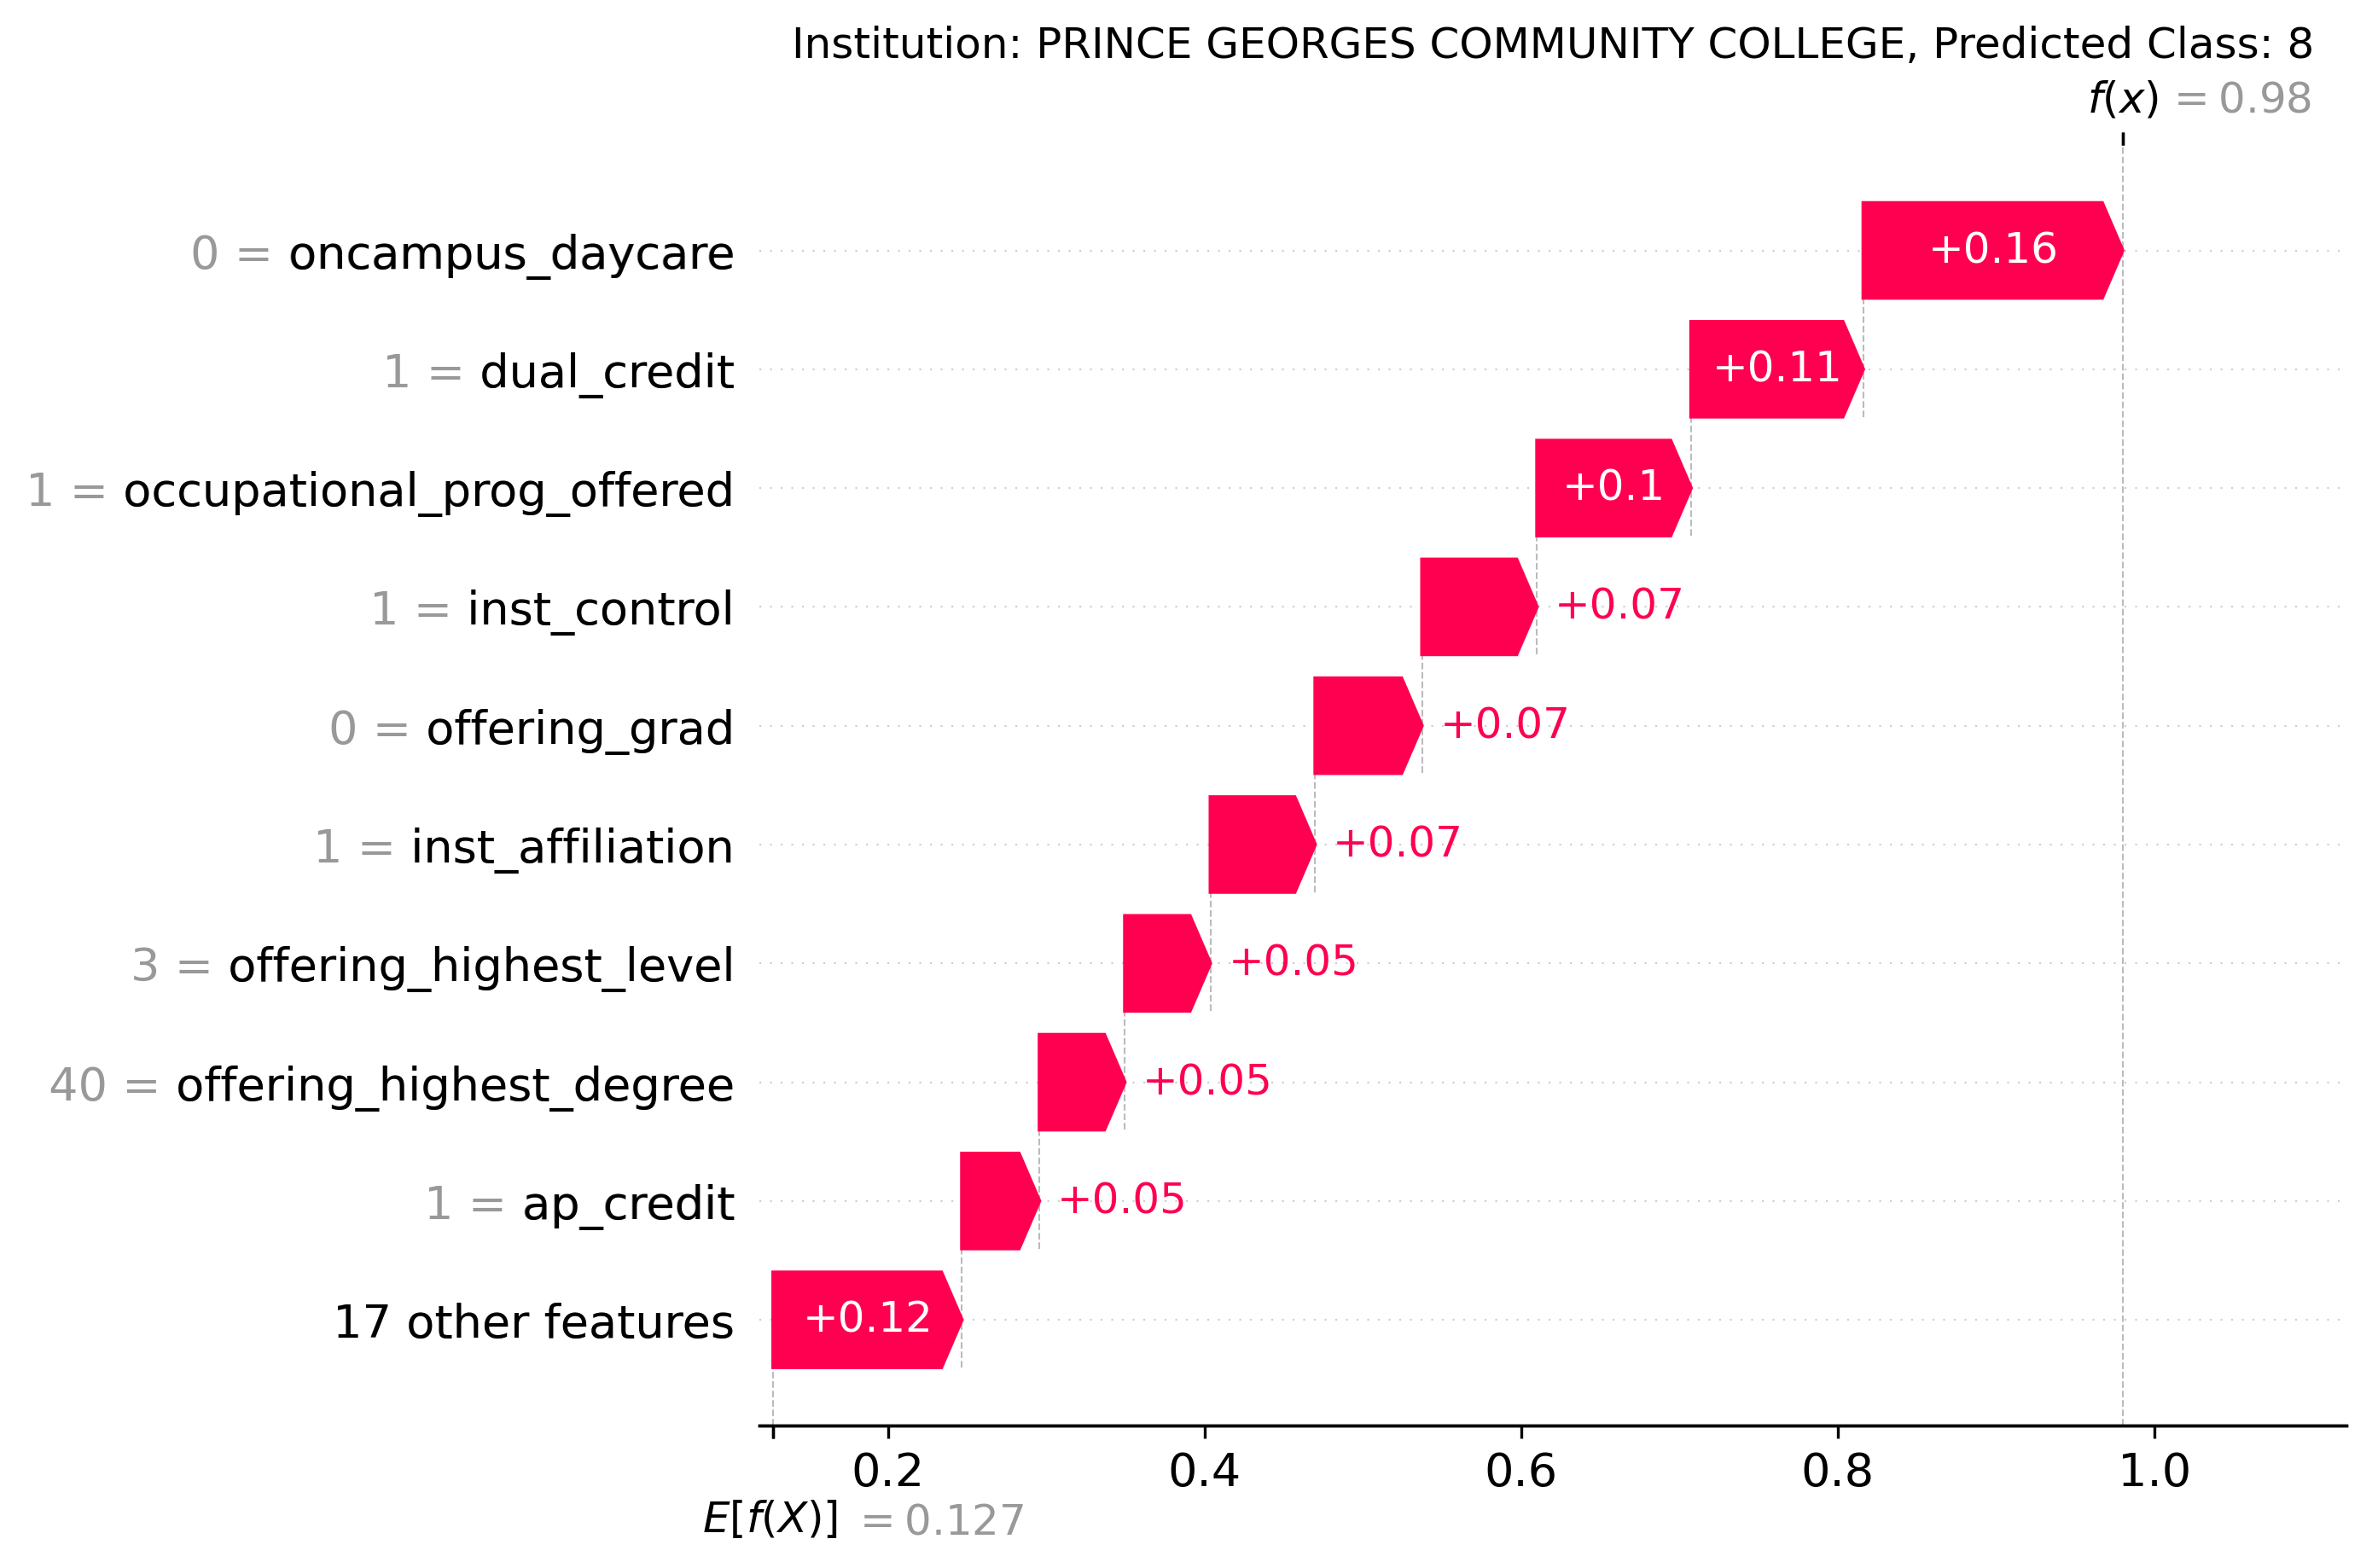 Institution: PRINCE GEORGES COMMUNITY COLLEGE, Predicted Class: 8
f(x) = 0.98
0 = oncampus_daycare +0.16
1 = dual_credit +0.11
1 = occupational_prog_offered +0.1
1 = inst_control +0.07
0 = offering_grad +0.07
1 = inst_affiliation +0.07
3 = offering_highest_level +0.05
40 = offering_highest_degree +0.05
1 = ap_credit +0.05
17 other features +0.12
0.2 0.4 0.6 0.8 1.0
E[f(X)] = 0.127